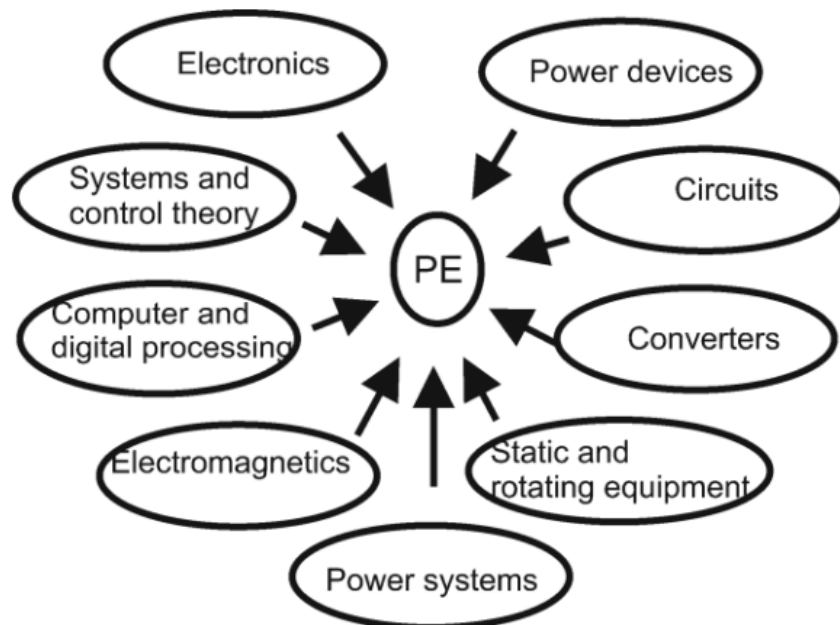 Electronics
Power devices
Systems and
control theory
Circuits
PE
Computer and
digital processing
Converters
Electromagnetics
Static and
rotating equipment
Power systems